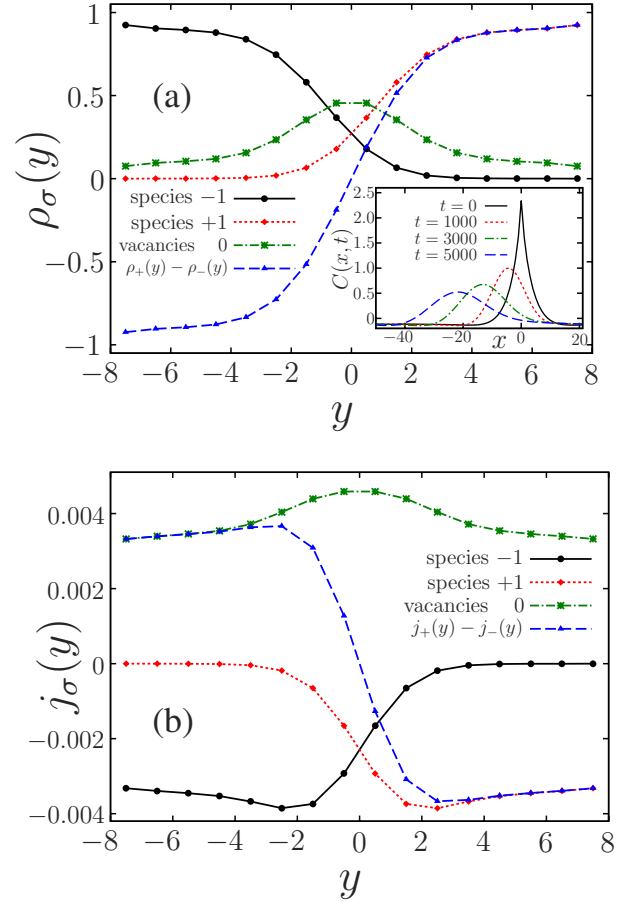 1
0.5
0
−0.5
−1
ρσ(y)
(a)
species −1
species +1
vacancies 0
ρ+(y) − ρ−(y)
2.5
2.0
1.5
1.0
0.5
0
C(x, t)
t = 0
t = 1000
t = 3000
t = 5000
−40 −20 0 20
x
−8 −6 −4 −2 0 2 4 6 8
y
0.004
0.002
0
−0.002
−0.004
jσ(y)
species −1
species +1
vacancies 0
j+(y) − j−(y)
(b)
−8 −6 −4 −2 0 2 4 6 8
y